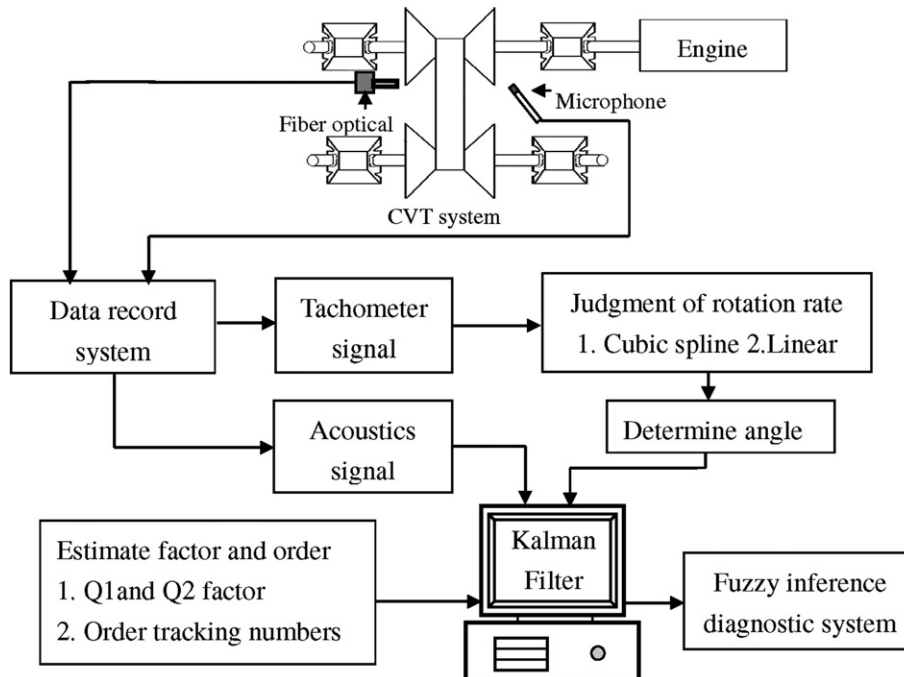 Engine
Microphone
Fiber optical
CVT system
Data record
system
Tachometer
signal
Judgment of rotation rate
1. Cubic spline 2.Linear
Acoustics
signal
Determine angle
Estimate factor and order
1. Q1and Q2 factor
2. Order tracking numbers
Kalman
Filter
Fuzzy inference
diagnostic system